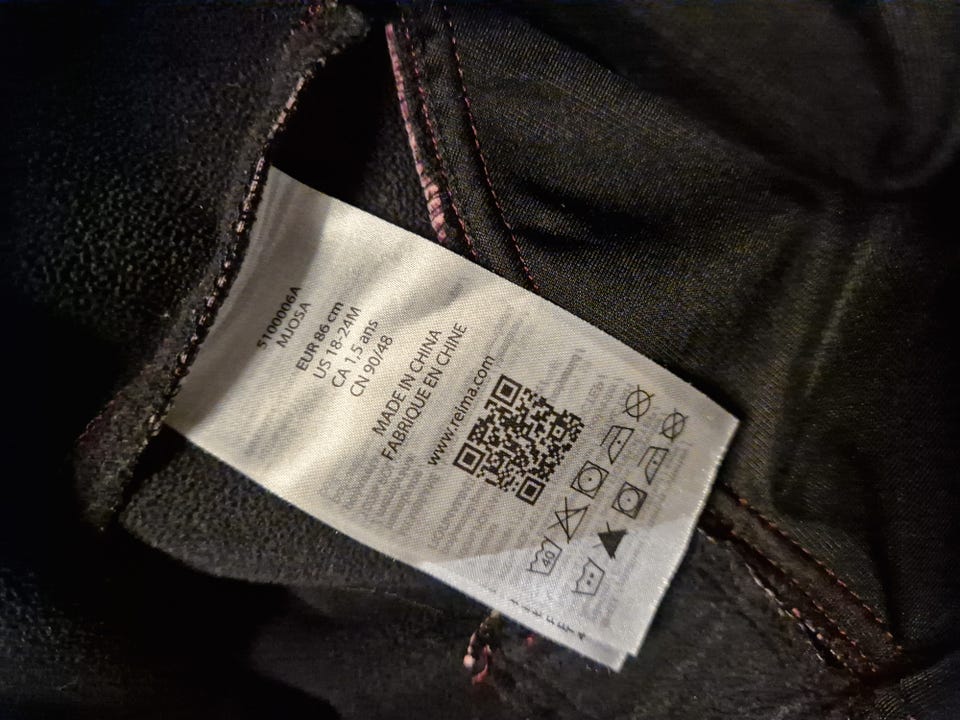 5100006A
MJOSA
EUR 86 cm
US 18-24M
CA 1,5 ans
CN 90/48
MADE IN CHINA
FABRIQUE EN CHINE
www.reima.com
40